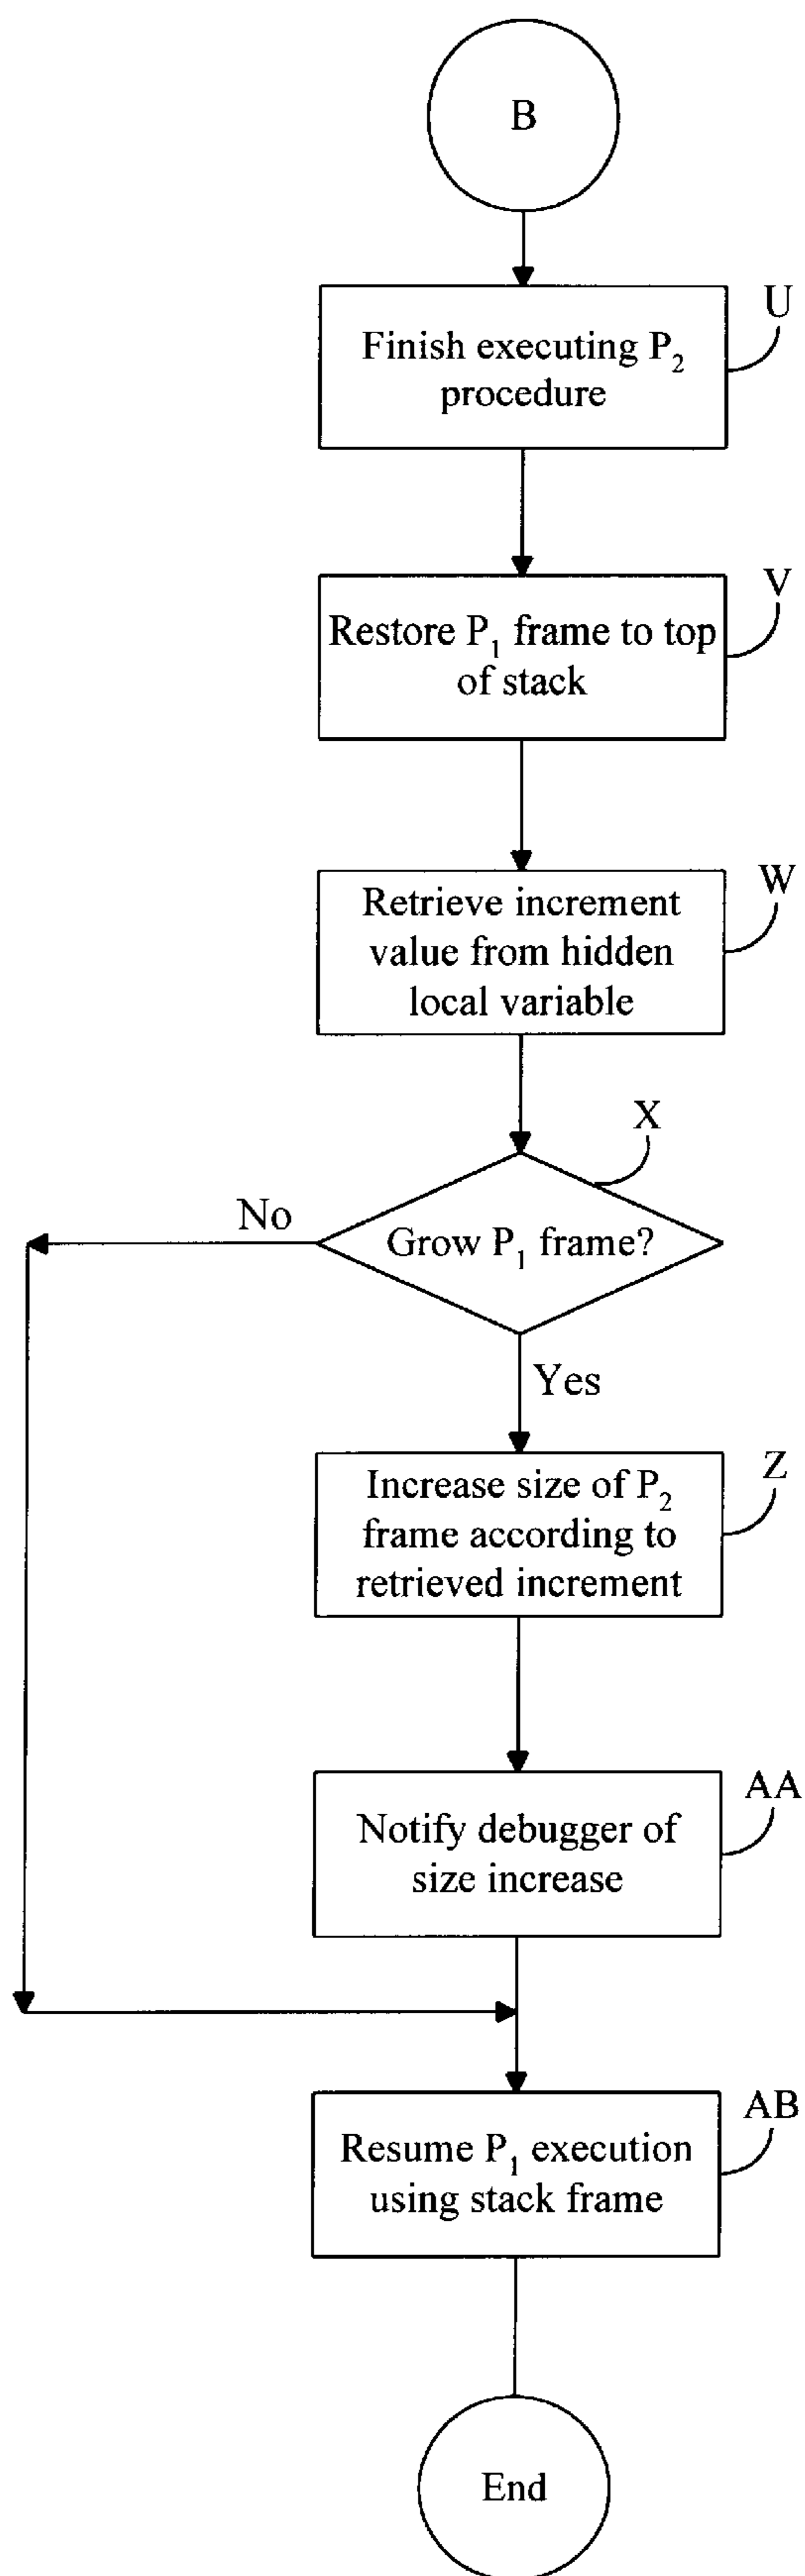 B
U
Finish executing P₂
procedure
V
Restore P₁ frame to top
of stack
W
Retrieve increment
value from hidden
local variable
X
No
Grow P₁ frame?
Yes
Z
Increase size of P₂
frame according to
retrieved increment
AA
Notify debugger of
size increase
AB
Resume P₁ execution
using stack frame
End